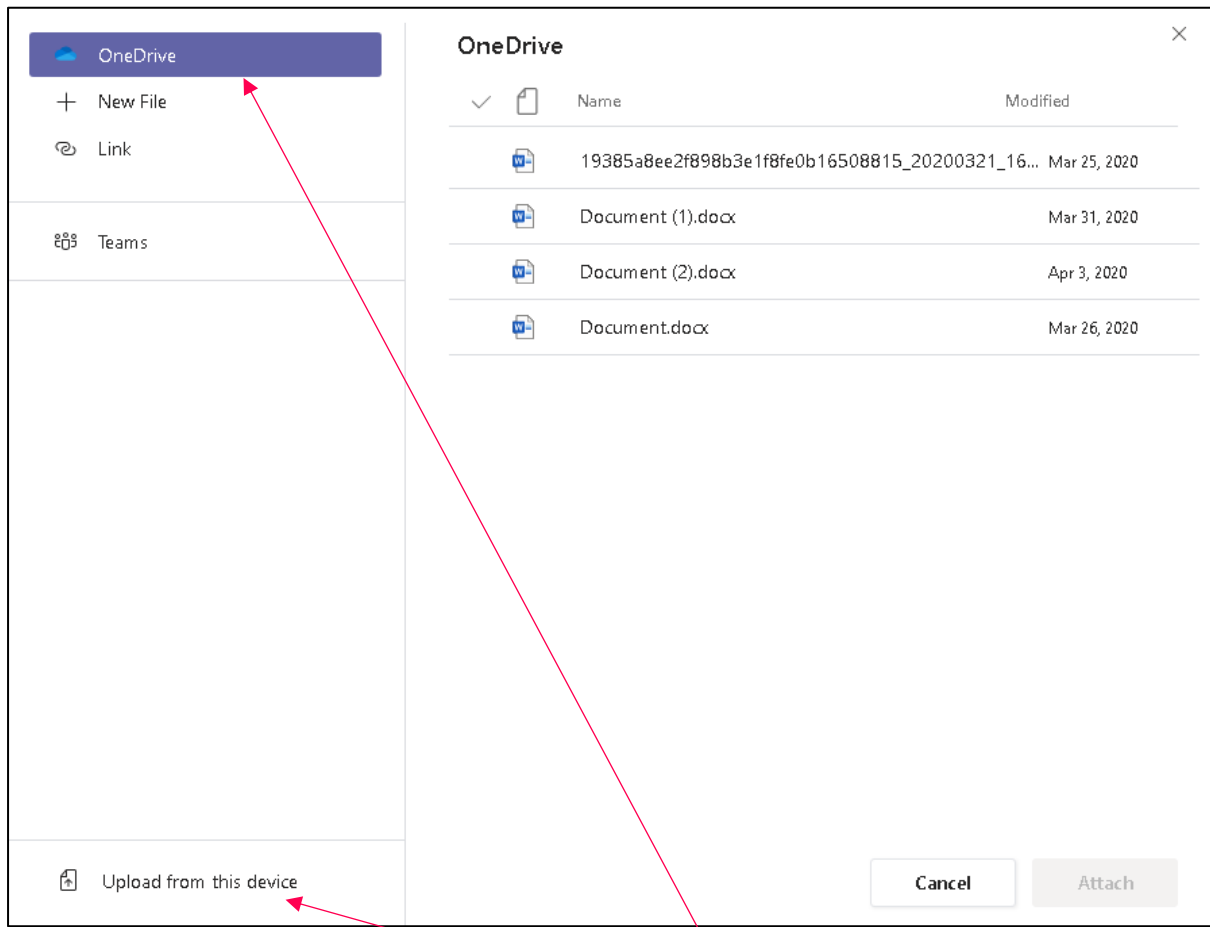 OneDrive
New File
Link
Teams
Upload from this device
OneDrive
Name Modified
19385a8ee2f898b3e1f8fe0b16508815_20200321_16... Mar 25, 2020
Document (1).docx Mar 31, 2020
Document (2).docx Apr 3, 2020
Document.docx Mar 26, 2020
Cancel Attach